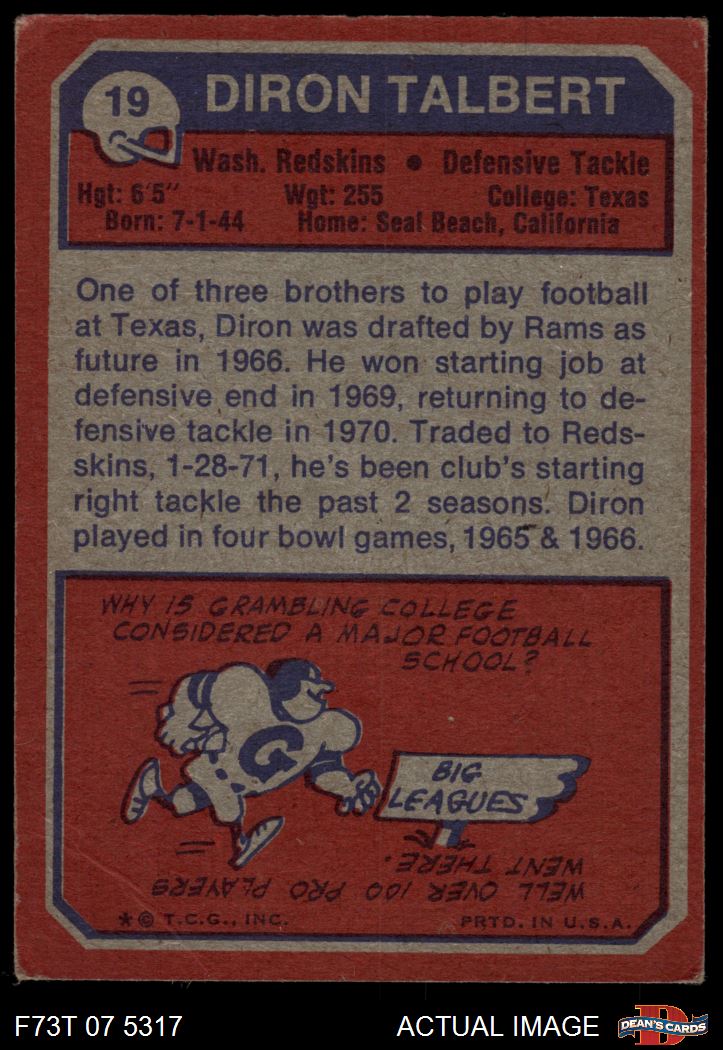 19
DIRON TALBERT
Wash. Redskins • Defensive Tackle
Hgt: 6'5" Wgt: 255 College: Texas
Born: 7-1-44 Home: Seal Beach, California
One of three brothers to play football
at Texas, Diron was drafted by Rams as
future in 1966. He won starting job at
defensive end in 1969, returning to de-
fensive tackle in 1970. Traded to Reds-
skins, 1-28-71, he's been club's starting
right tackle the past 2 seasons. Diron
played in four bowl games, 1965 & 1966.
WHY IS GRAMBLING COLLEGE
CONSIDERED A MAJOR FOOTBALL
SCHOOL?
G
BIG
LEAGUES
WELL OVER 100 PRO PLAYERS
WENT THERE.
* © T.C.G., INC. PRTD. IN U.S.A.
F73T 07 5317 ACTUAL IMAGE
D
DEAN'S CARDS